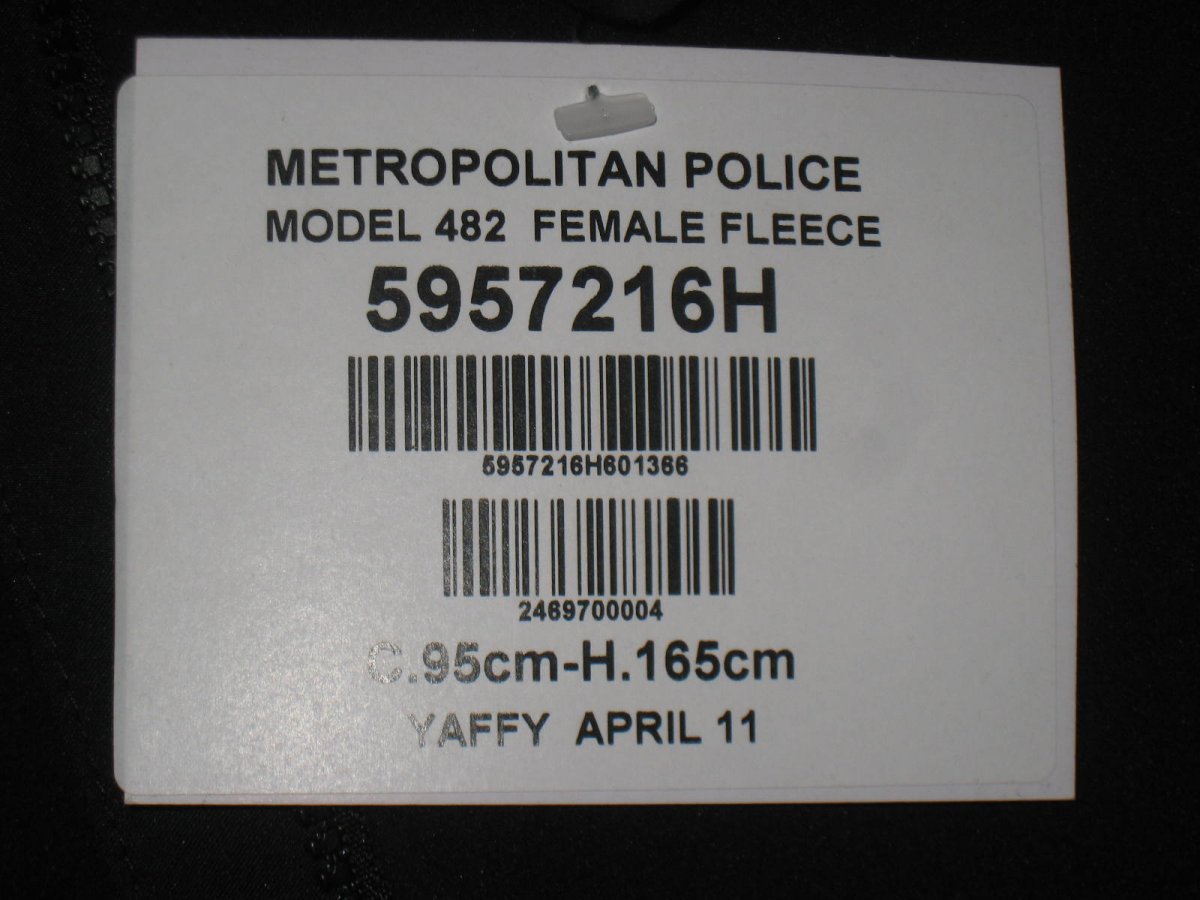 METROPOLITAN POLICE
MODEL 482 FEMALE FLEECE
5957216H
5957216H601366
2469700004
C.95cm-H.165cm
YAFFY APRIL 11